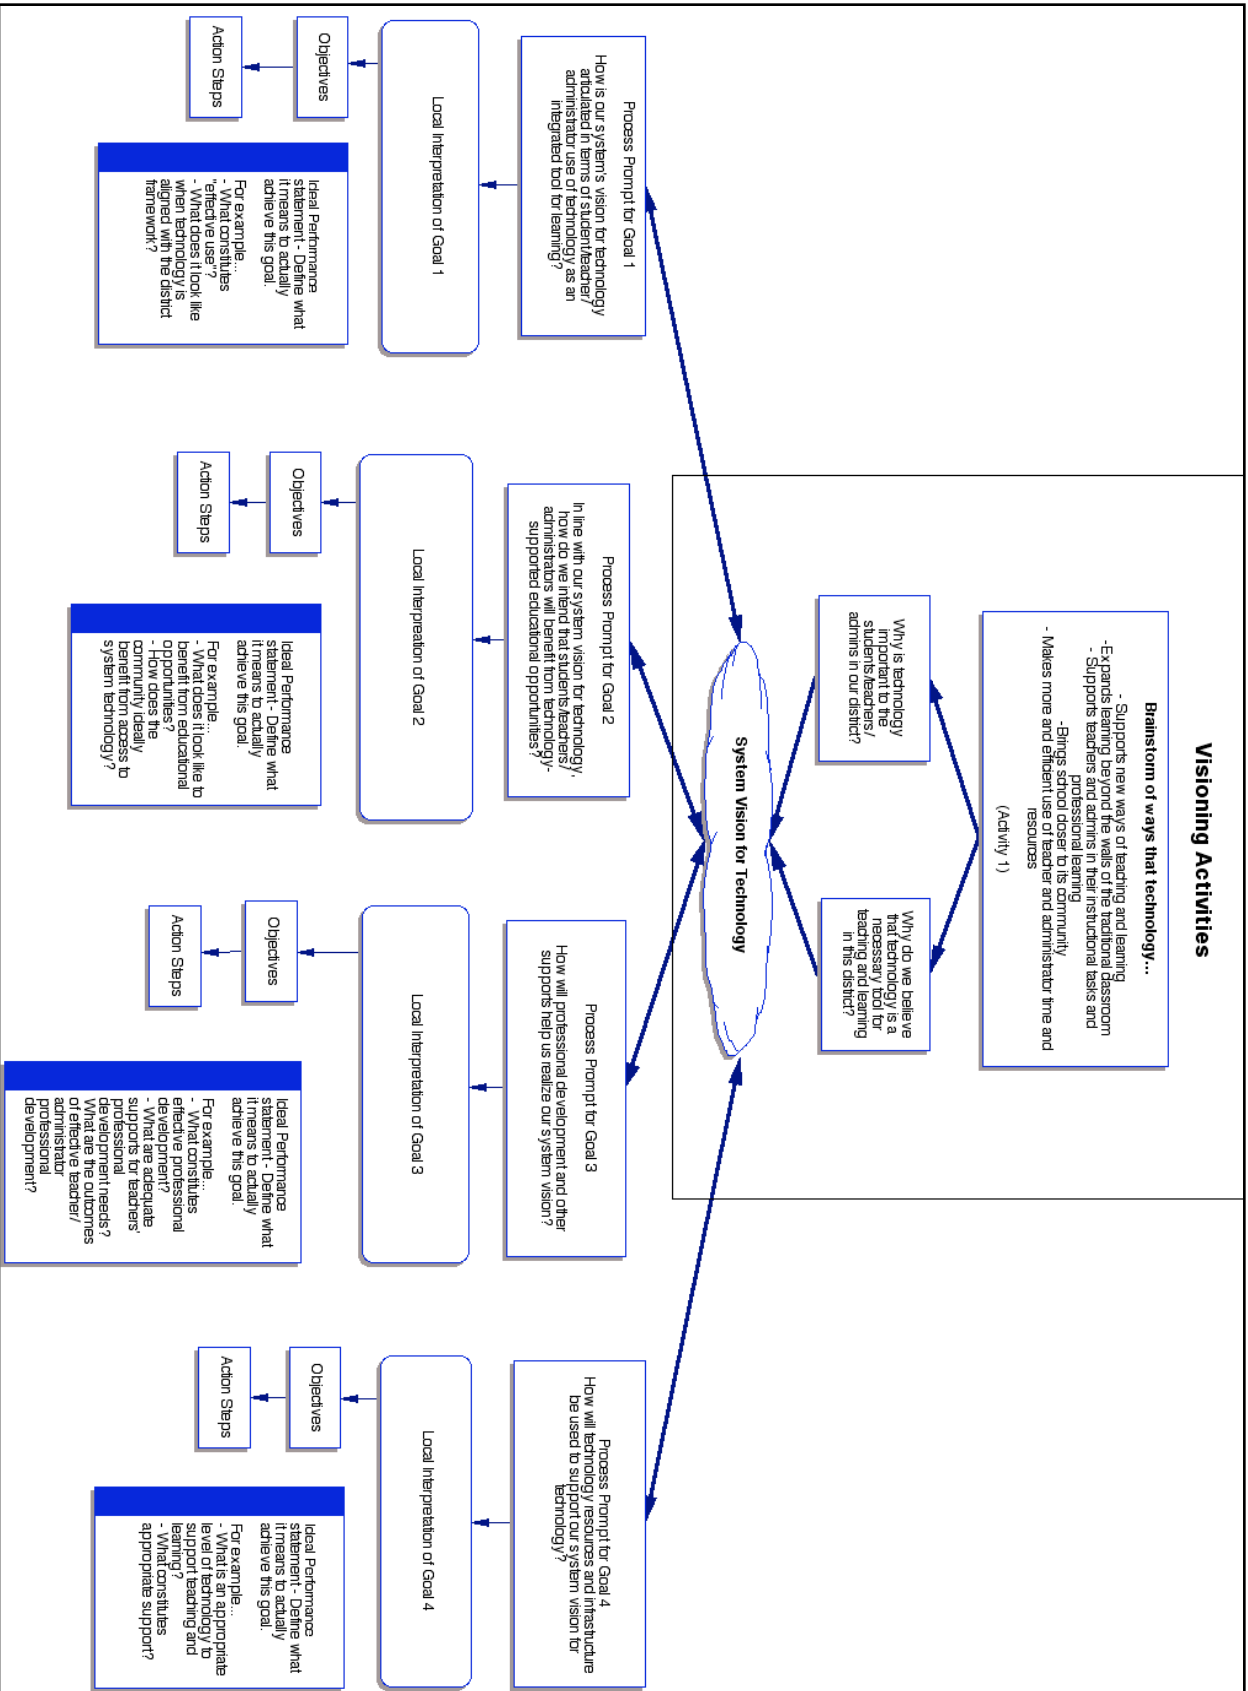 Visioning Activities
Brainstorm of ways that technology...
- Supports new ways of teaching and learning
-Expands learning beyond the walls of the traditional classroom
- Supports teachers and admins in their instructional tasks and
professional learning
-Brings school closer to its community
- Makes more and efficient use of teacher and administrator time and
resources
(Activity 1)
Why is technology
important to the
students/teachers/
admins in our district?
Why do we believe
that technology is a
necessary tool for
teaching and learning
in this district?
System Vision for Technology
Process Prompt for Goal 1
How is our system's vision for technology
articulated in terms of student/teacher/
administrator use of technology as an
integrated tool for learning?
Local Interpretation of Goal 1
Objectives
Action Steps
Ideal Performance
statement - Define what
it means to actually
achieve this goal.
For example...
- What constitutes
"effective use"?
- What does it look like
when technology is
aligned with the district
framework?
Process Prompt for Goal 2
In line with our system vision for technology,
how do we intend that students/teachers/
administrators will benefit from technology-
supported educational opportunities?
Local Interpreation of Goal 2
Objectives
Action Steps
Ideal Performance
statement - Define what
it means to actually
achieve this goal.
For example...
- What does it look like to
benefit from educational
opportunities?
- How does the
community ideally
benefit from access to
system technology?
Process Prompt for Goal 3
How will professional development and other
supports help us realize our system vision?
Local Interpretation of Goal 3
Objectives
Action Steps
Ideal Performance
statement - Define what
it means to actually
achieve this goal.
For example...
- What constitutes
effective professional
development?
- What are adequate
supports for teachers'
professional
development needs?
What are the outcomes
of effective teacher/
administrator
professional
development?
Process Prompt for Goal 4
How will technology resources and infrastructure
be used to support our system vision for
technology?
Local Interpretation of Goal 4
Objectives
Action Steps
Ideal Performance
statement - Define what
it means to actually
achieve this goal.
For example...
- What is an appropriate
level of technology to
support teaching and
learning?
- What constitutes
appropriate support?